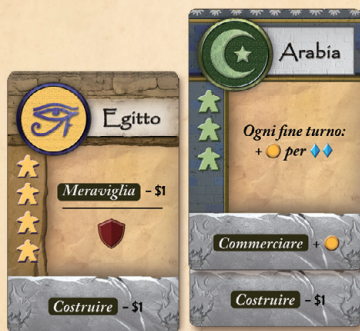 Egitto
Meraviglia - $1
Costruire - $1
Arabia
Ogni fine turno:
+ per
Commerciare +
Costruire - $1